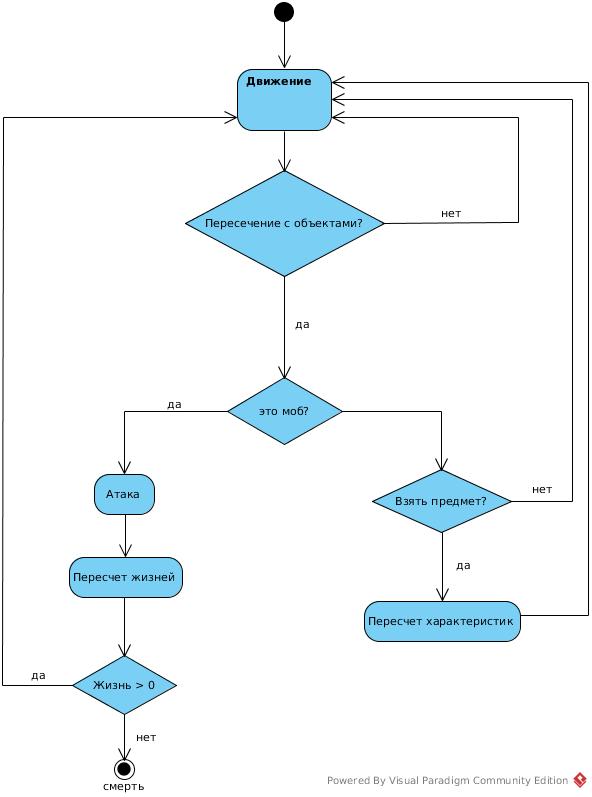 Движение
Пересечение с объектами?
нет
да
это моб?
да
Атака
Взять предмет?
нет
Пересчет жизней
да
Пересчет характеристик
Жизнь > 0
да
нет
смерть
Powered By Visual Paradigm Community Edition